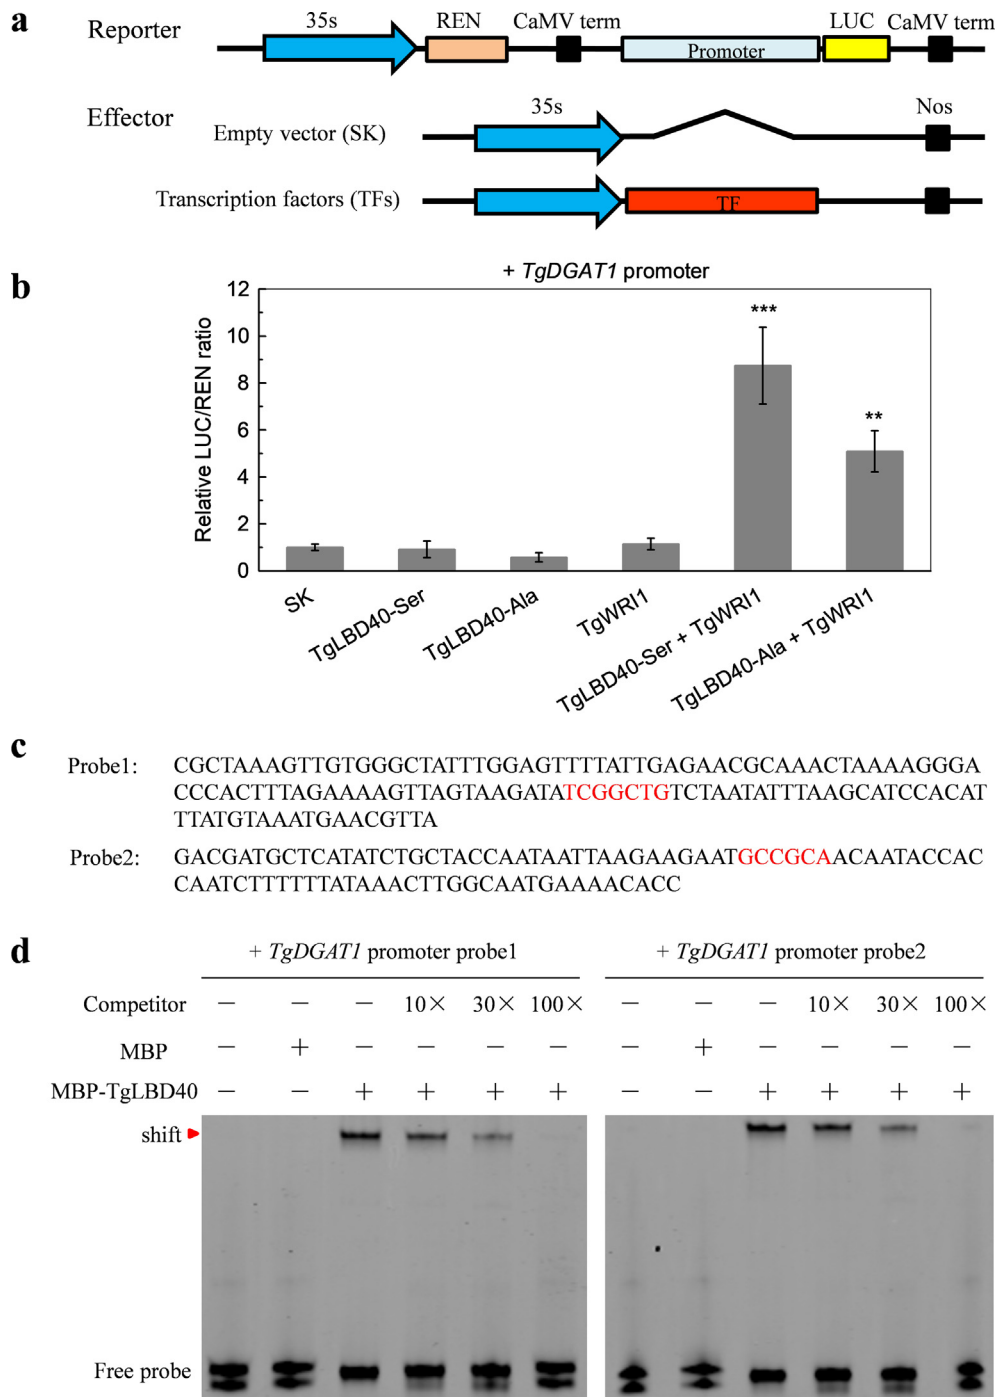 a
Reporter
35s
REN
CaMV term
Promoter
LUC
CaMV term
Effector
Empty vector (SK)
35s
Nos
Transcription factors (TFs)
TF
b
+ TgDGAT1 promoter
Relative LUC/REN ratio
12
10
8
6
4
2
0
***
**
SK
TgLBD40-Ser
TgLBD40-Ala
TgWRI1
TgLBD40-Ser + TgWRI1
TgLBD40-Ala + TgWRI1
c
Probe1: CGCTAAAGTTGTGGGCTATTTGGAGTTTTATTGAGAACGCAAACTAAAAGGGA
CCCACTTTAGAAAAGTTAGTAAGATATCGGCTGTCTAATATTTAAGCATCCACAT
TTATGTAAATGAACGTTA
Probe2: GACGATGCTCATATCTGCTACCAATAATTAAGAAGAATGCCGCAACAATACCAC
CAATCTTTTTTATAAACTTGGCAATGAAAACACC
d
+ TgDGAT1 promoter probe1
+ TgDGAT1 promoter probe2
Competitor – – – 10× 30× 100× – – – 10× 30× 100×
MBP – + – – – – – + – – – –
MBP-TgLBD40 – – + + + + – – + + + +
shift
Free probe